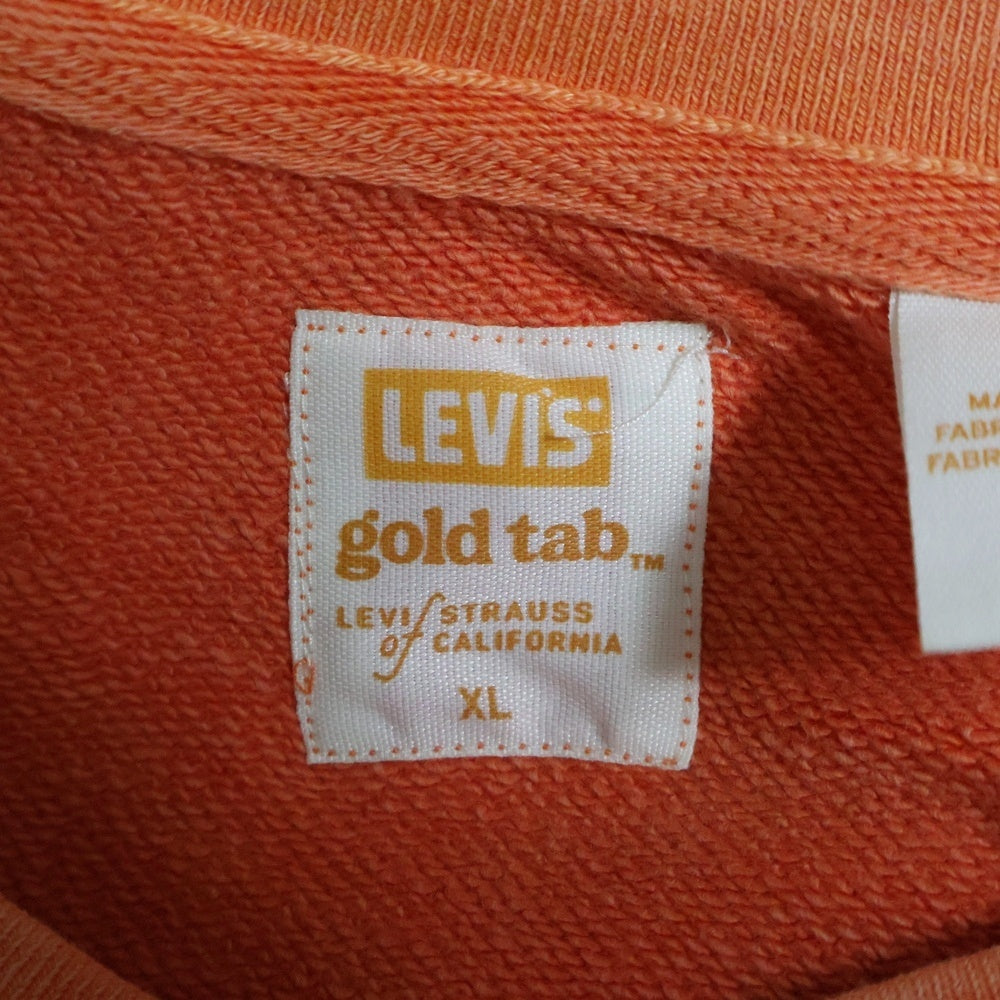 LEVI'S
gold tab™
LEVI STRAUSS
of CALIFORNIA
XL